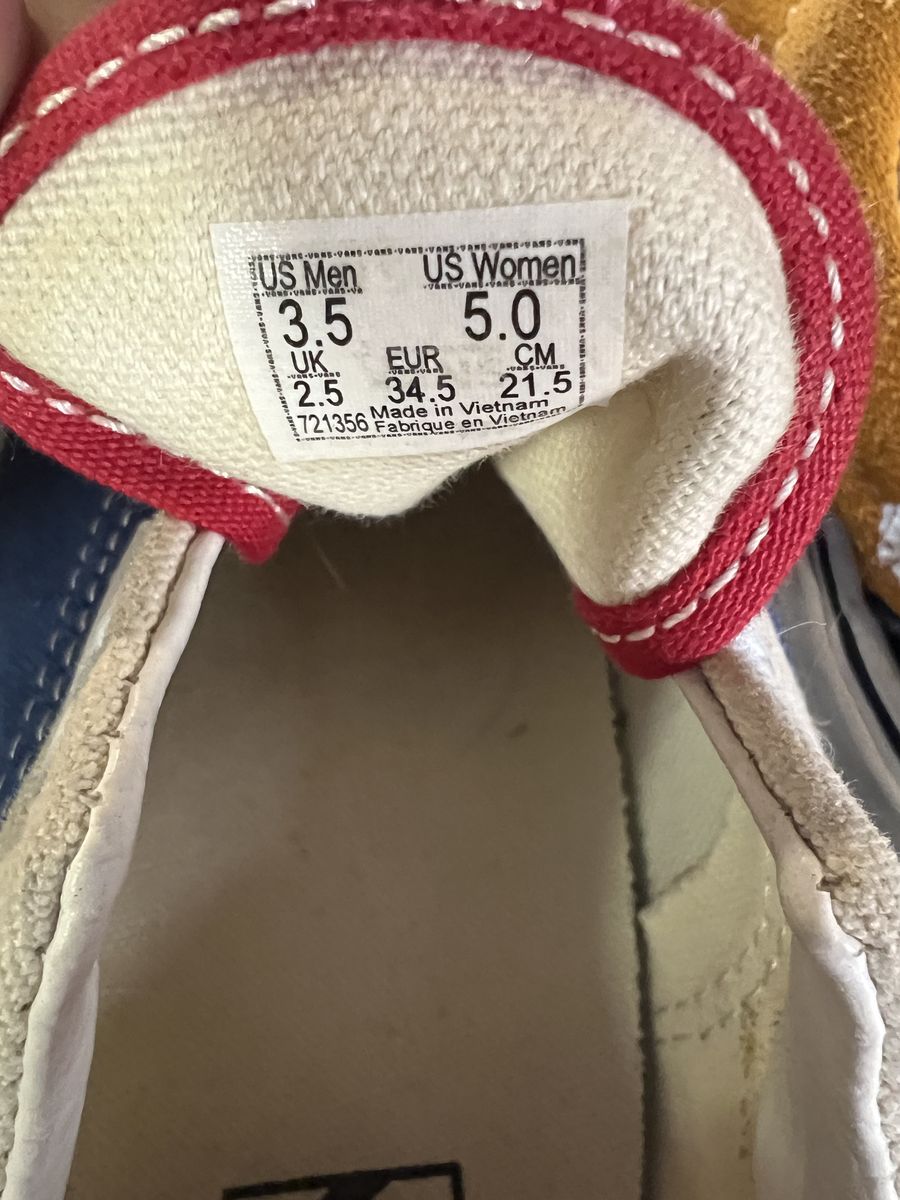 US Men US Women
3.5 5.0
UK EUR CM
2.5 34.5 21.5
721356 Made in Vietnam
Fabrique en Vietnam